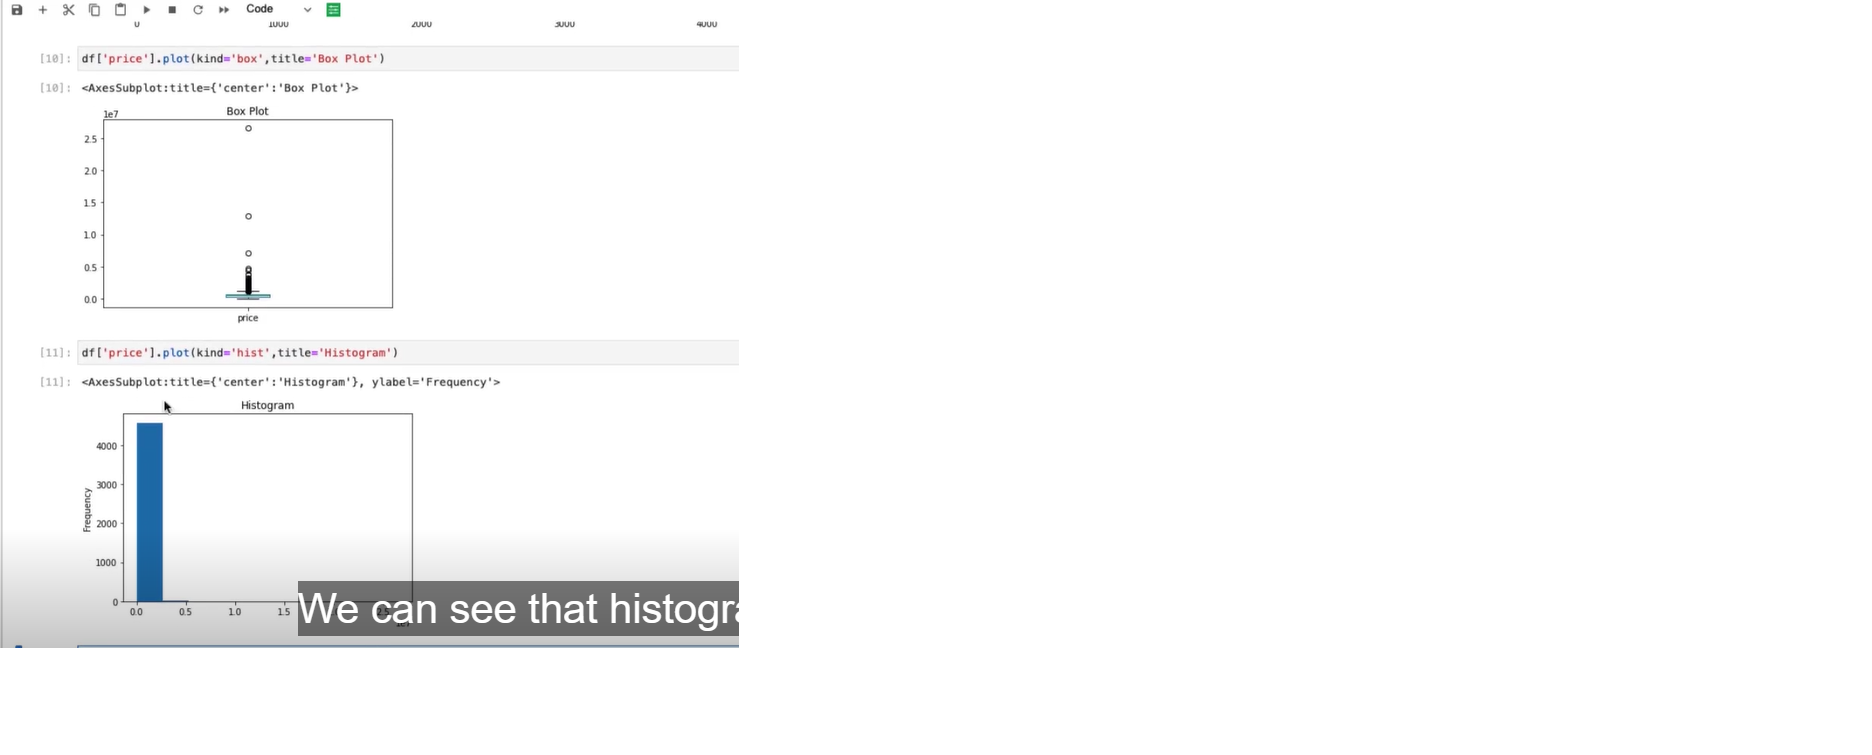 Code
0 1000 2000 3000 4000
[10]: df['price'].plot(kind='box',title='Box Plot')
[10]: <AxesSubplot:title={'center':'Box Plot'}>
Box Plot
1e7
2.5
2.0
1.5
1.0
0.5
0.0
price
[11]: df['price'].plot(kind='hist',title='Histogram')
[11]: <AxesSubplot:title={'center':'Histogram'}, ylabel='Frequency'>
Histogram
Frequency
4000
3000
2000
1000
0
0.0 0.5 1.0 1.5 2.5
1e7
We can see that histogra